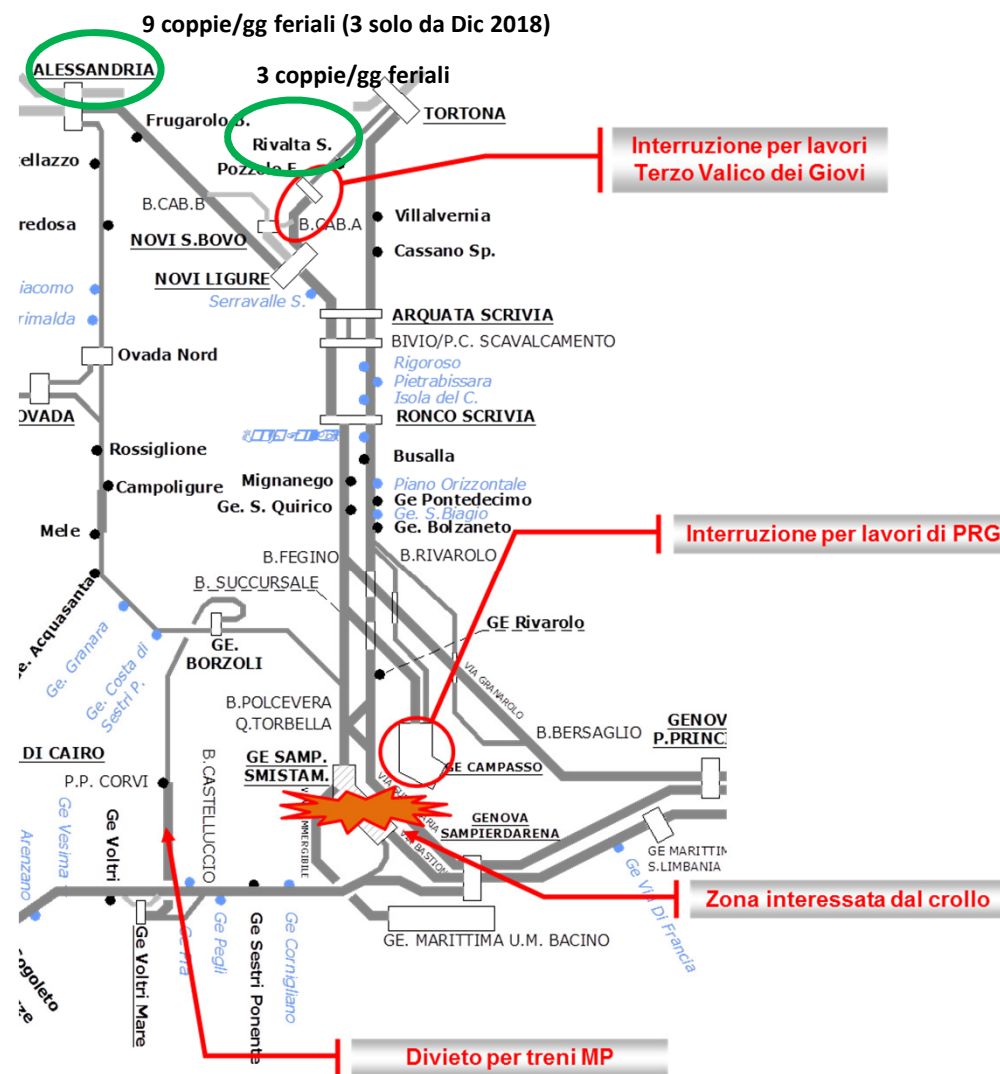 9 coppie/gg feriali (3 solo da Dic 2018)
ALESSANDRIA
3 coppie/gg feriali
TORTONA
Frugarolo B.
Rivalta S.
Interruzione per lavori
Terzo Valico dei Giovi
tellazzo
Pozzolo F.
B.CAB.B
B.CAB.A
Villalvernia
redosa
NOVI S.BOVO
Cassano Sp.
NOVI LIGURE
iacomo
Serravalle S.
rimalda
ARQUATA SCRIVIA
BIVIO/P.C. SCAVALCAMENTO
Ovada Nord
Rigoroso
Pietrabissara
Isola del C.
OVADA
RONCO SCRIVIA
Rossiglione
Busalla
Campoligure
Mignanego
Piano Orizzontale
Ge Pontedecimo
Ge. S. Quirico
Ge. S.Biagio
Ge. Bolzaneto
Mele
Interruzione per lavori di PRG
B.FEGINO
B.RIVAROLO
B. SUCCURSALE
Ge. Acquasanta
Ge. Granara
Ge. Costa di
Sestri P.
GE.
BORZOLI
GE Rivarolo
VIA GRANAROLO
B.POLCEVERA
Q.TORBELLA
B.BERSAGLIO
GENOV
P.PRINCI
DI CAIRO
GE SAMP.
SMISTAM.
GE CAMPASSO
P.P. CORVI
B.CASTELLUCCIO
MMERGIBILE
VIA BASTION
GENOVA
SAMPIERDARENA
GE MARITTIM
S.LIMBANIA
Arenzano
Ge Vesima
Ge Voltri
Ge Via Di Francia
Zona interessata dal crollo
GE. MARITTIMA U.M. BACINO
ogoleto
Ge Voltri Mare
Ge Pra
Ge Pegli
Ge Sestri Ponente
Ge Cornigliano
Divieto per treni MP